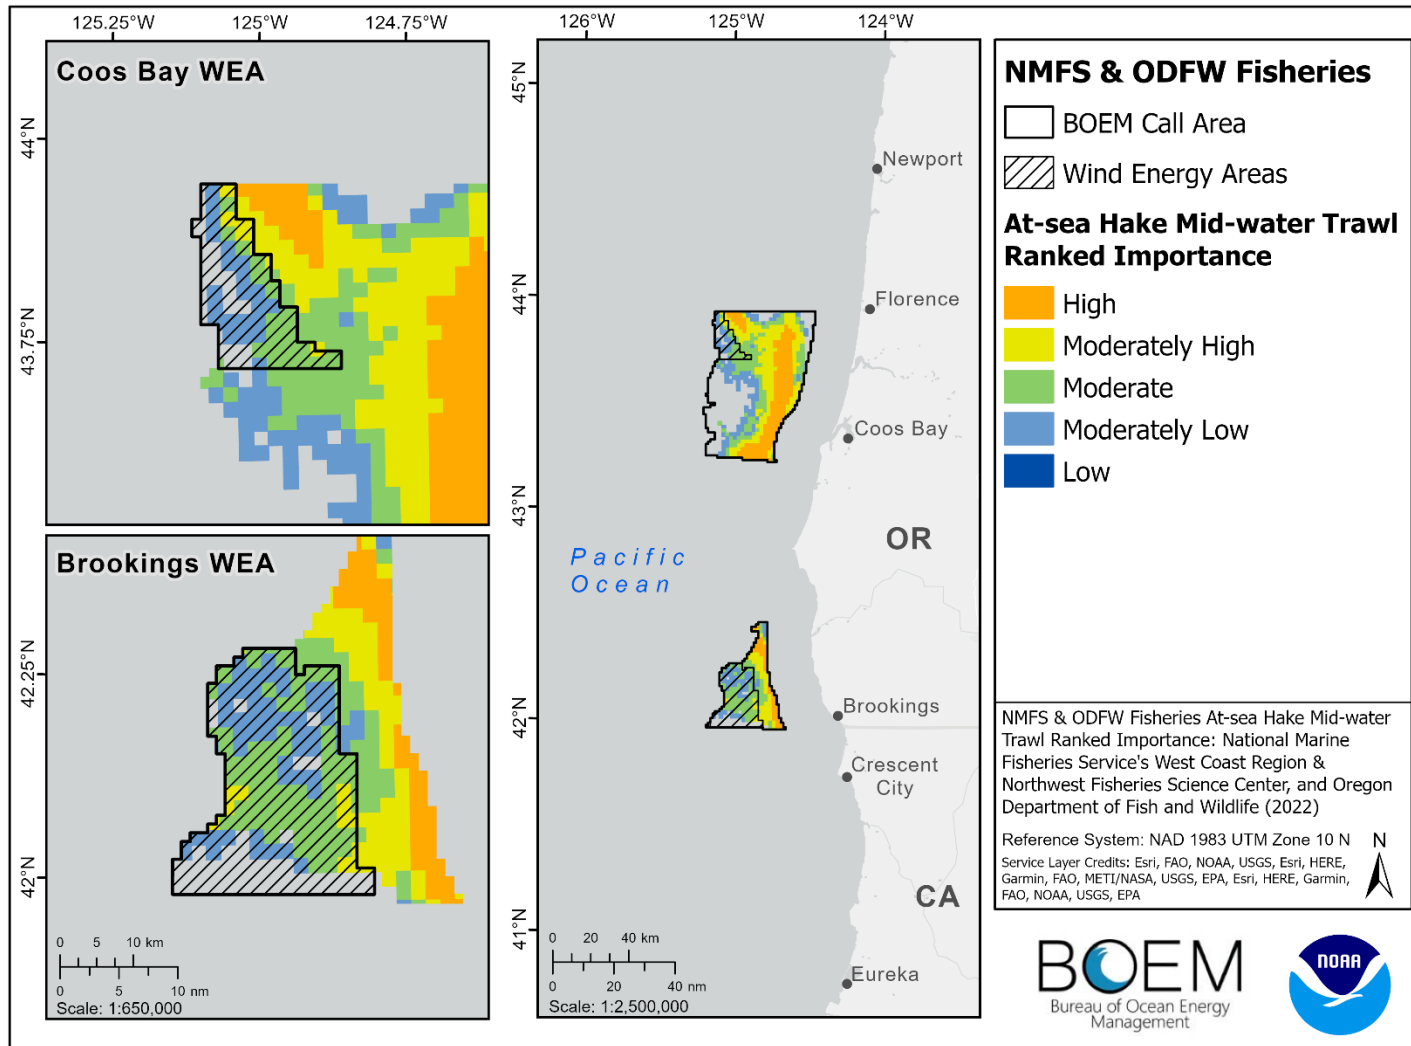 125.25°W 125°W 124.75°W
Coos Bay WEA
44°N
43.75°N
Brookings WEA
42.25°N
42°N
0 5 10 km
0 5 10 nm
Scale: 1:650,000
126°W 125°W 124°W
45°N
44°N
43°N
42°N
41°N
Newport
Florence
Coos Bay
OR
Pacific
Ocean
Brookings
Crescent
City
CA
Eureka
0 20 40 km
0 20 40 nm
Scale: 1:2,500,000
NMFS & ODFW Fisheries
BOEM Call Area
Wind Energy Areas
At-sea Hake Mid-water Trawl
Ranked Importance
High
Moderately High
Moderate
Moderately Low
Low
NMFS & ODFW Fisheries At-sea Hake Mid-water
Trawl Ranked Importance: National Marine
Fisheries Service's West Coast Region &
Northwest Fisheries Science Center, and Oregon
Department of Fish and Wildlife (2022)
Reference System: NAD 1983 UTM Zone 10 N
N
Service Layer Credits: Esri, FAO, NOAA, USGS, Esri, HERE,
Garmin, FAO, METI/NASA, USGS, EPA, Esri, HERE, Garmin,
FAO, NOAA, USGS, EPA
BOEM
Bureau of Ocean Energy
Management
NOAA